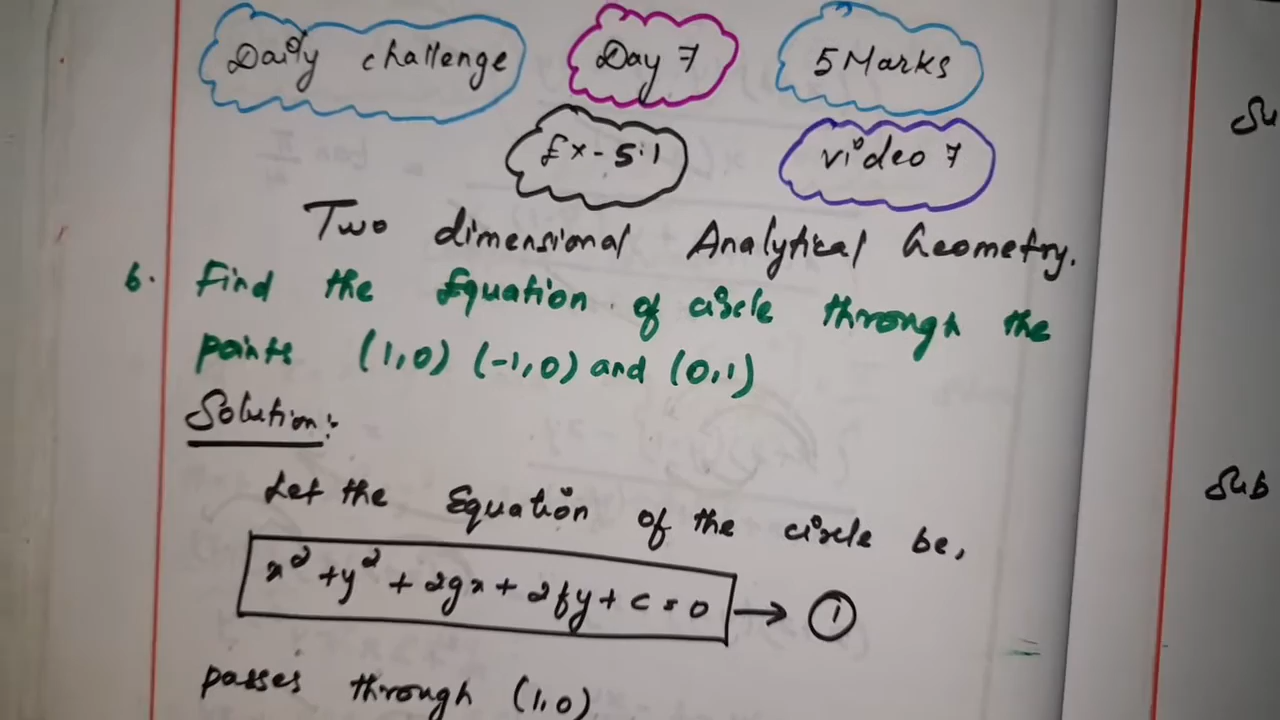 Daily challenge
Day 7
5 Marks
Ex - 5.1
video 7
Two dimensional Analytical Geometry.
6. Find the Equation of circle through the
points (1,0) (-1,0) and (0,1)
Solution:
Let the Equation of the circle be,
x² + y² + 2gx + 2fy + c = 0 → ①
passes through (1,0)
Sub